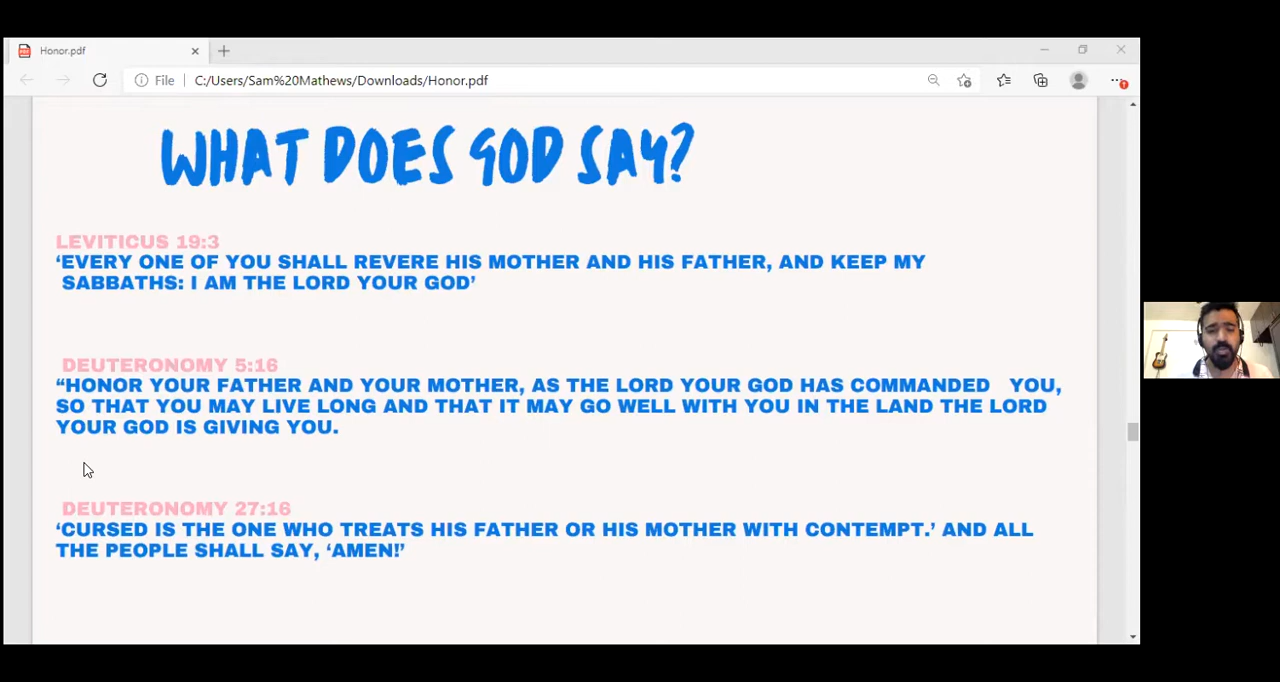 Honor.pdf
File
C:/Users/Sam%20Mathews/Downloads/Honor.pdf
WHAT DOES GOD SAY?
LEVITICUS 19:3
‘EVERY ONE OF YOU SHALL REVERE HIS MOTHER AND HIS FATHER, AND KEEP MY
SABBATHS: I AM THE LORD YOUR GOD’
DEUTERONOMY 5:16
“HONOR YOUR FATHER AND YOUR MOTHER, AS THE LORD YOUR GOD HAS COMMANDED YOU,
SO THAT YOU MAY LIVE LONG AND THAT IT MAY GO WELL WITH YOU IN THE LAND THE LORD
YOUR GOD IS GIVING YOU.
DEUTERONOMY 27:16
‘CURSED IS THE ONE WHO TREATS HIS FATHER OR HIS MOTHER WITH CONTEMPT.’ AND ALL
THE PEOPLE SHALL SAY, ‘AMEN!’